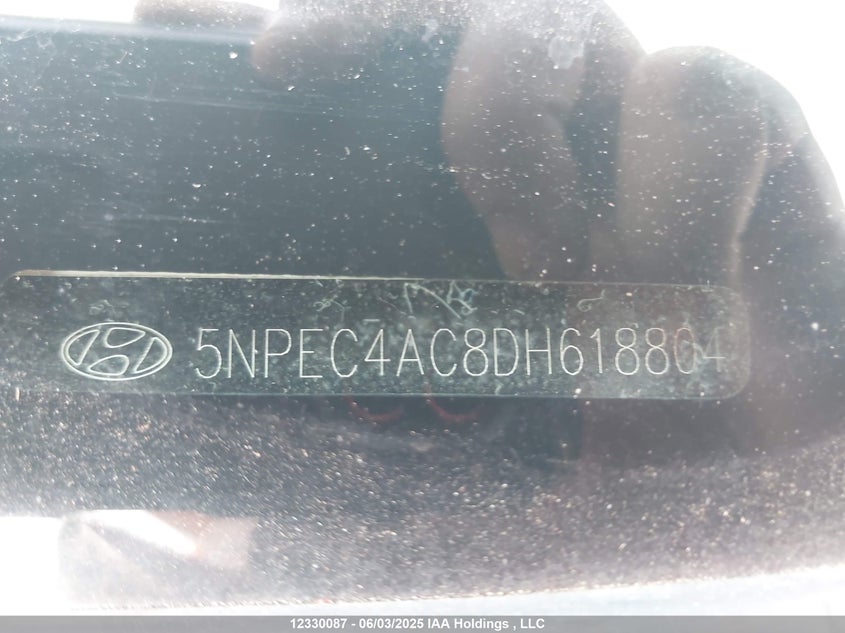 5NPEC4AC8DH618804
12330087 - 06/03/2025 IAA Holdings , LLC